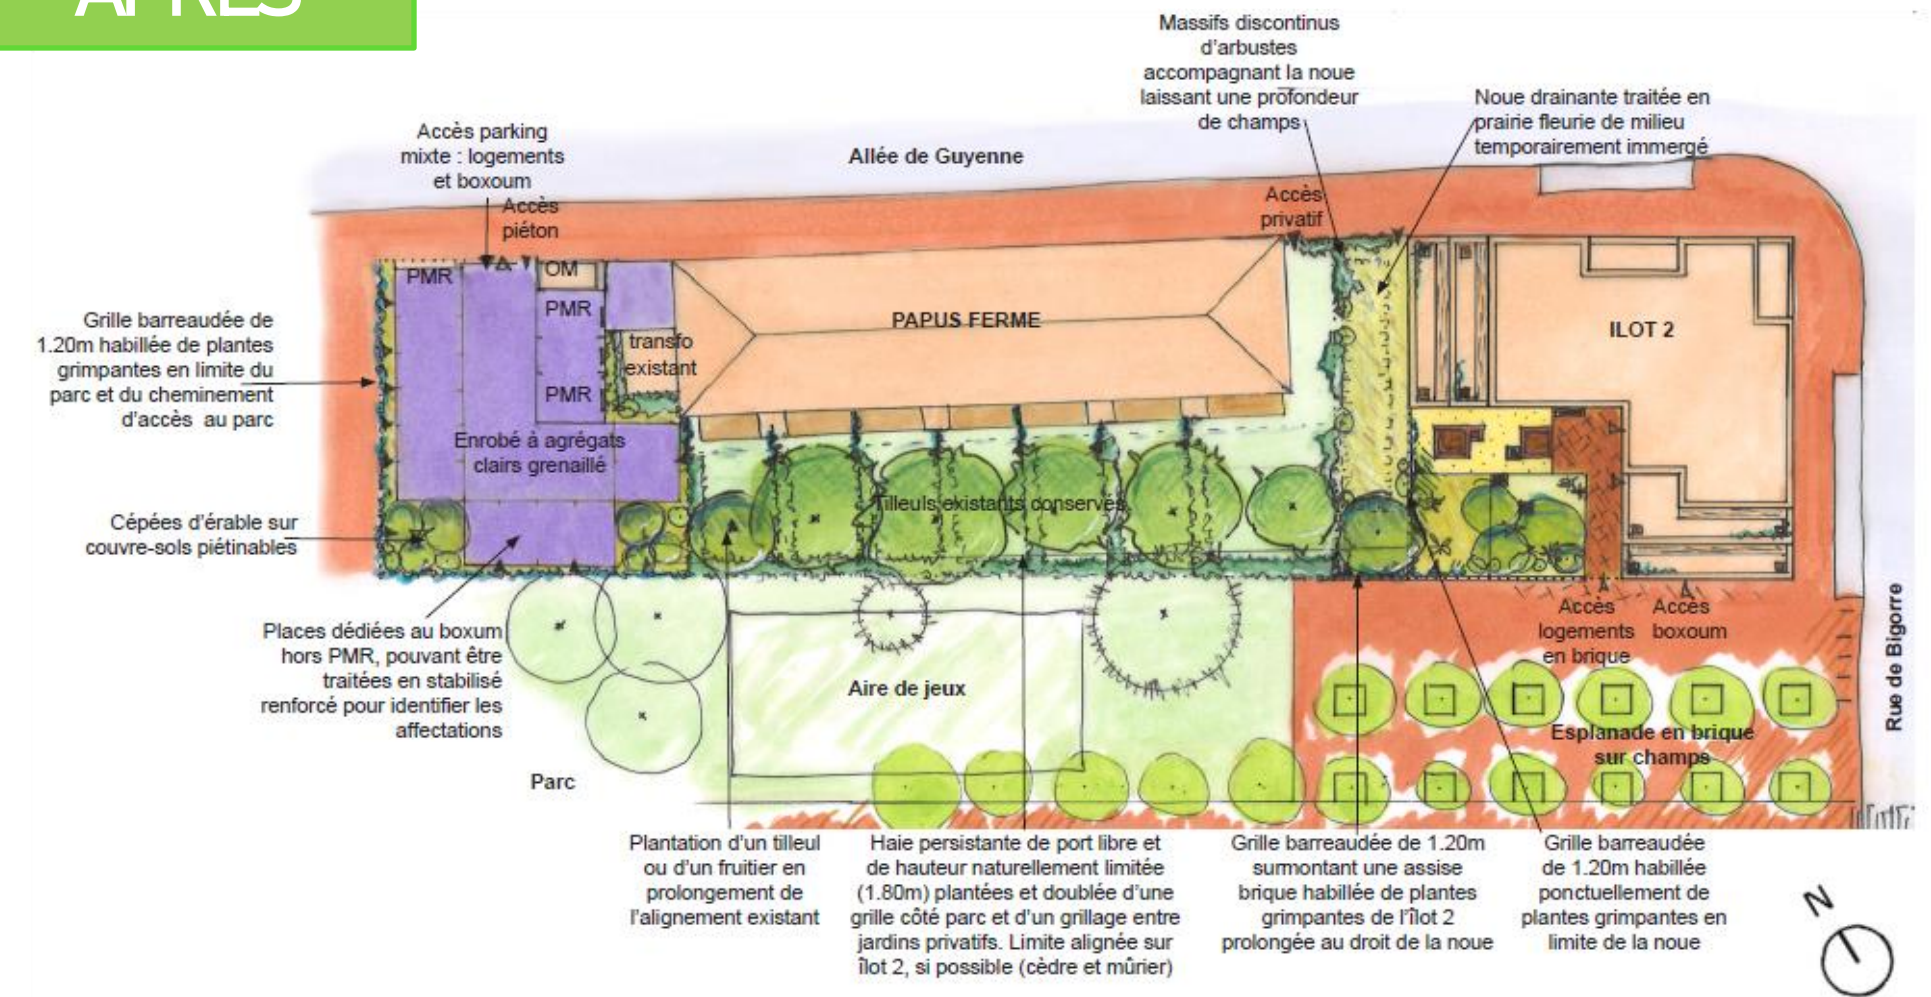 APRÈS
Massifs discontinus
d'arbustes
accompagnant la noue
laissant une profondeur
de champs
Noue drainante traitée en
prairie fleurie de milieu
temporairement immergé
Accès parking
mixte : logements
et boxoum
Allée de Guyenne
Accès
piéton
Accès
privatif
PMR
OM
PMR
PMR
transfo
existant
PAPUS FERME
ILOT 2
Grille barreaudée de
1.20m habillée de plantes
grimpantes en limite du
parc et du cheminement
d'accès au parc
Enrobé à agrégats
clairs grenaillé
Tilleuls existants conservés
Cépées d'érable sur
couvre-sols piétinables
Places dédiées au boxum
hors PMR, pouvant être
traitées en stabilisé
renforcé pour identifier les
affectations
Accès
logements
en brique
Accès
boxoum
Rue de Bigorre
Aire de jeux
Esplanade en brique
sur champs
Parc
Plantation d'un tilleul
ou d'un fruitier en
prolongement de
l'alignement existant
Haie persistante de port libre et
de hauteur naturellement limitée
(1.80m) plantées et doublée d'une
grille côté parc et d'un grillage entre
jardins privatifs. Limite alignée sur
îlot 2, si possible (cèdre et mûrier)
Grille barreaudée de 1.20m
surmontant une assise
brique habillée de plantes
grimpantes de l'îlot 2
prolongée au droit de la noue
Grille barreaudée
de 1.20m habillée
ponctuellement de
plantes grimpantes en
limite de la noue
N